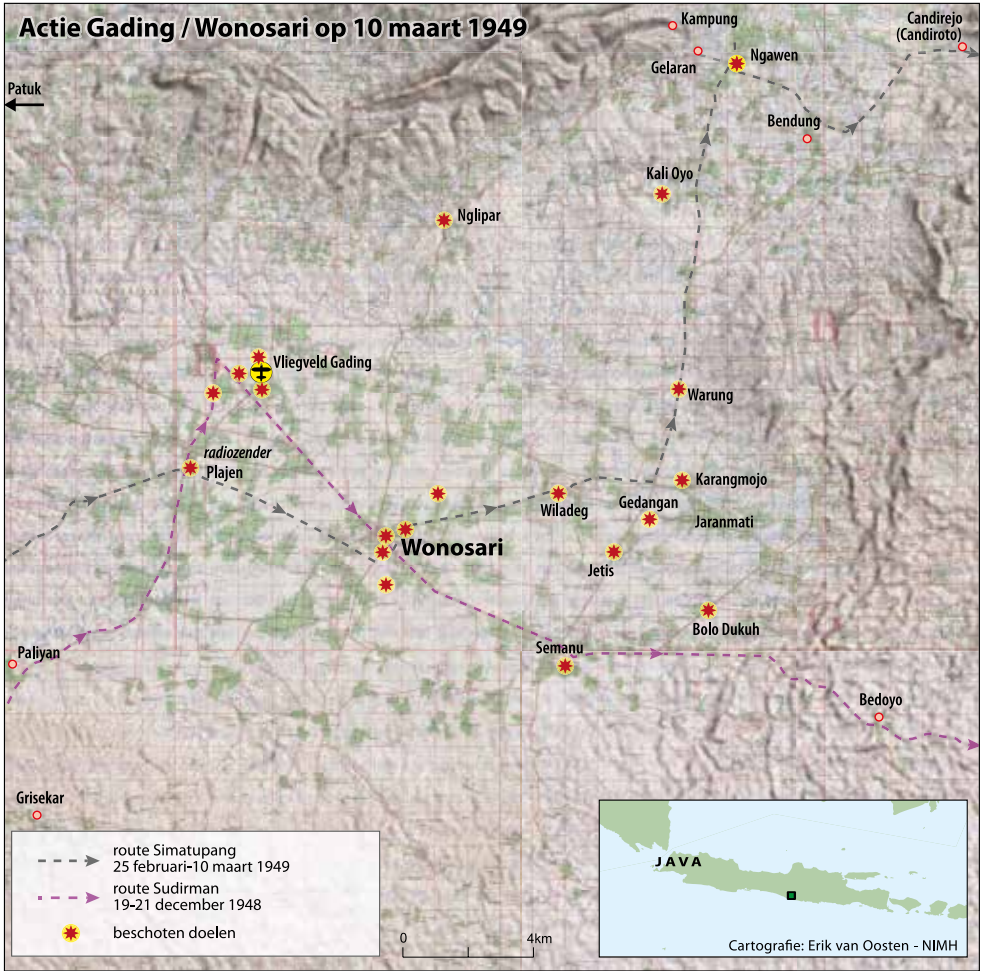 Actie Gading / Wonosari op 10 maart 1949
Kampung
Candirejo
(Candiroto)
Gelaran
Ngawen
Patuk
Bendung
Kali Oyo
Nglipar
Vliegveld Gading
Warung
radiozender
Plajen
Karangmojo
Wiladeg
Gedangan
Jaranmati
Wonosari
Jetis
Bolo Dukuh
Semanu
Paliyan
Bedoyo
Grisekar
route Simatupang
25 februari-10 maart 1949
route Sudirman
19-21 december 1948
beschoten doelen
0 4km
JAVA
Cartografie: Erik van Oosten - NIMH